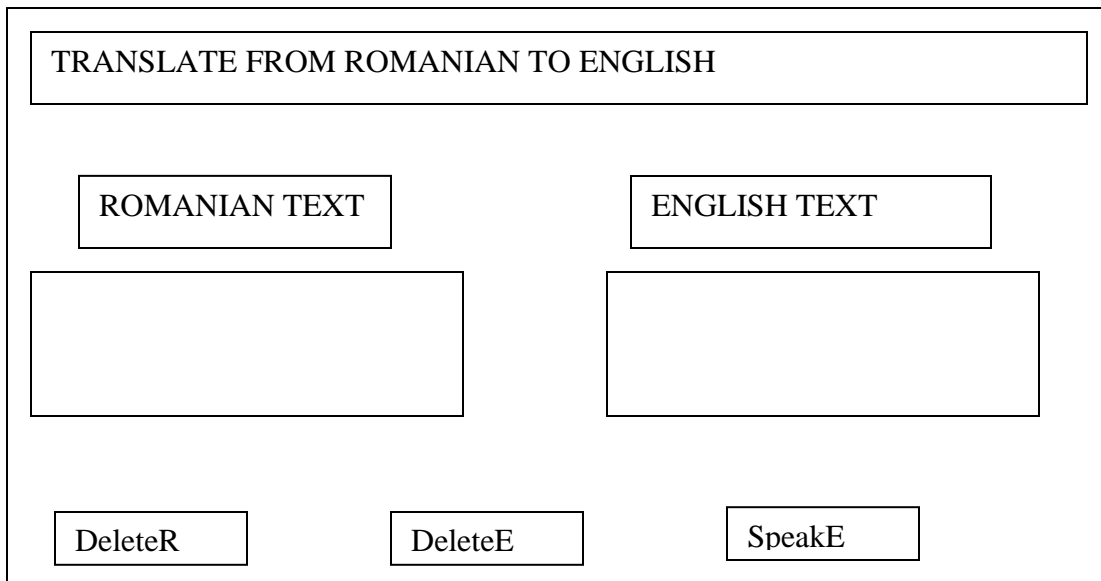 TRANSLATE FROM ROMANIAN TO ENGLISH
ROMANIAN TEXT
ENGLISH TEXT
DeleteR
DeleteE
SpeakE